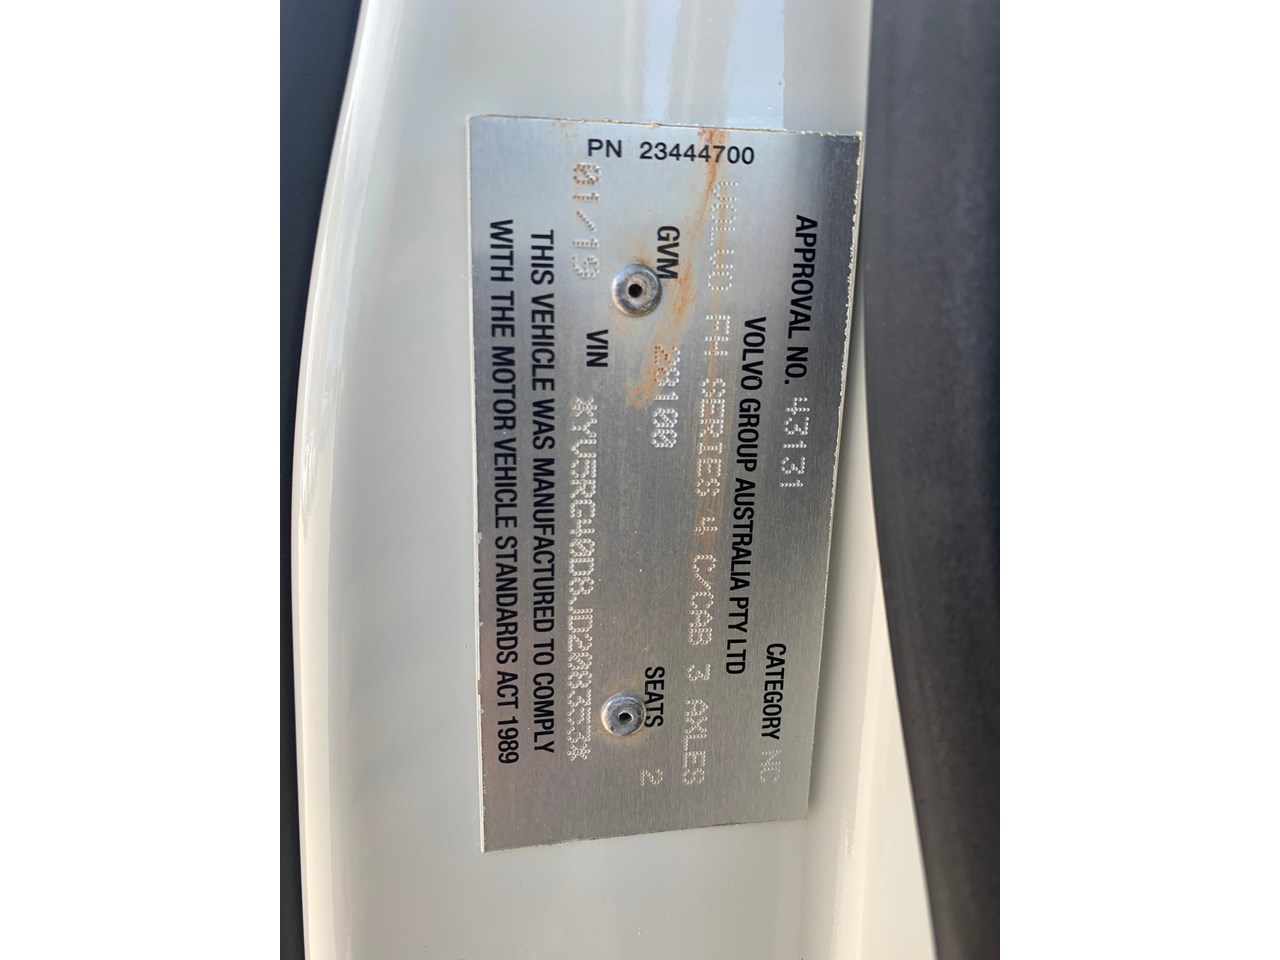 PN 23444700
APPROVAL NO. 43131 CATEGORY NC
VOLVO GROUP AUSTRALIA PTY LTD
VOLVO FH SERIES 4 C/CAB 3 AXLES
GVM 28100 SEATS 2
01/19 VIN *YV5RG40D8JD200353*
THIS VEHICLE WAS MANUFACTURED TO COMPLY
WITH THE MOTOR VEHICLE STANDARDS ACT 1989